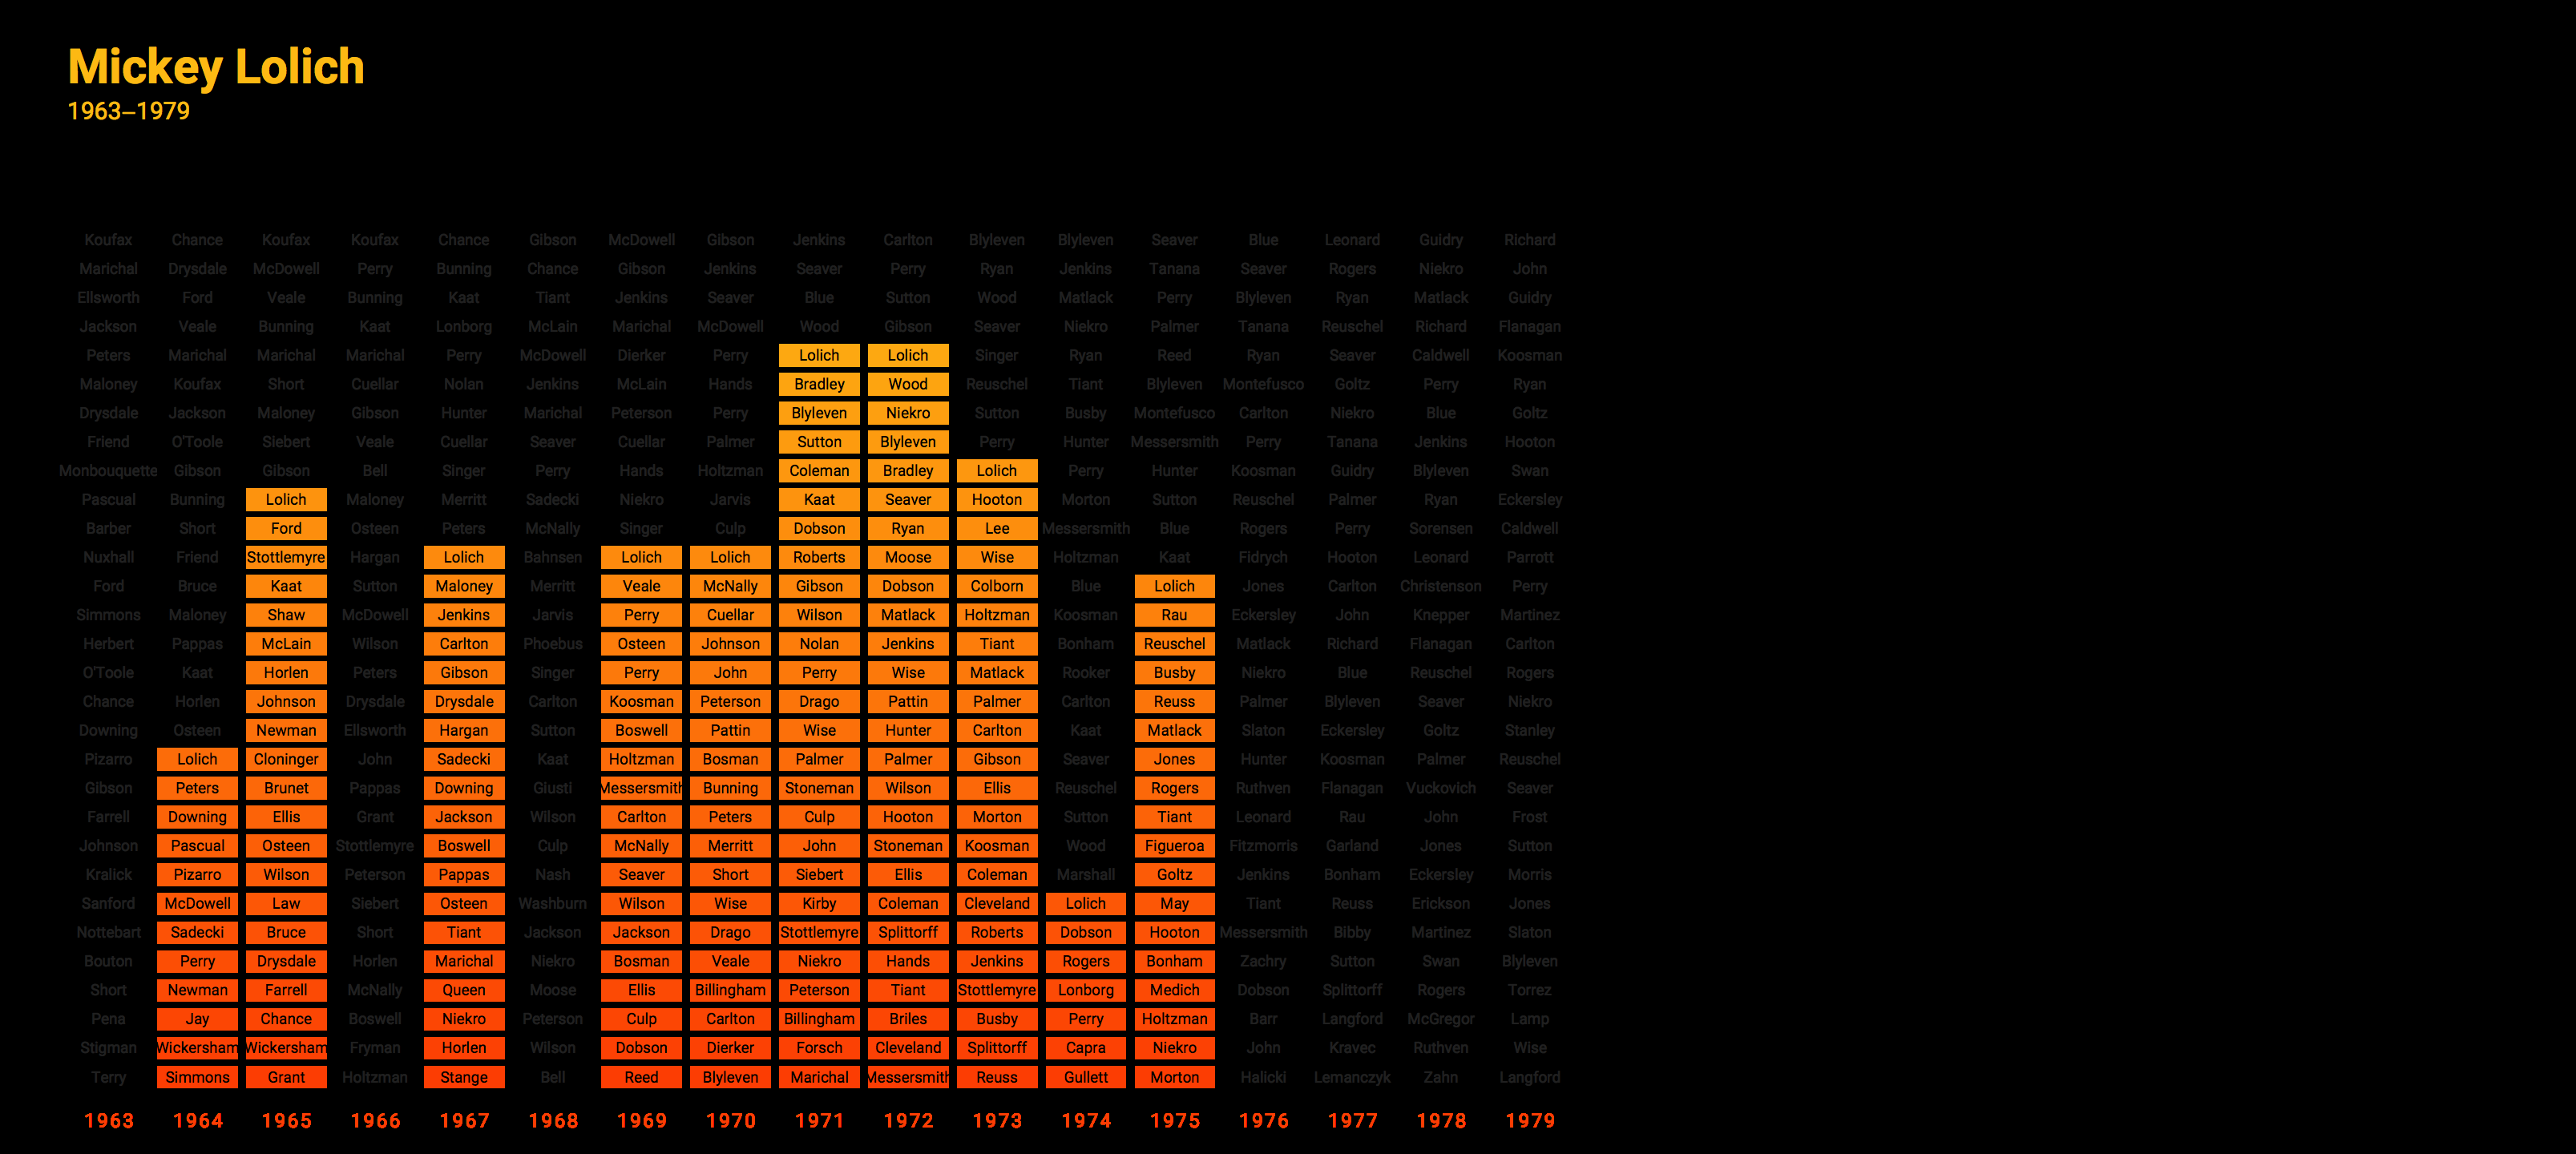 Mickey Lolich
1963–1979
Koufax Chance Koufax Koufax Chance Gibson McDowell Gibson Jenkins Carlton Blyleven Blyleven Seaver Blue Leonard Guidry Richard
Marichal Drysdale McDowell Perry Bunning Chance Gibson Jenkins Seaver Perry Ryan Jenkins Tanana Seaver Rogers Niekro John
Ellsworth Ford Veale Bunning Kaat Tiant Jenkins Seaver Blue Sutton Wood Matlack Perry Blyleven Ryan Matlack Guidry
Jackson Veale Bunning Kaat Lonborg McLain Marichal McDowell Wood Gibson Seaver Niekro Palmer Tanana Reuschel Richard Flanagan
Peters Marichal Marichal Marichal Perry McDowell Dierker Perry Lolich Lolich Singer Ryan Reed Ryan Seaver Caldwell Koosman
Maloney Koufax Short Cuellar Nolan Jenkins McLain Hands Bradley Wood Reuschel Tiant Blyleven Montefusco Goltz Perry Ryan
Drysdale Jackson Maloney Gibson Hunter Marichal Peterson Perry Blyleven Niekro Sutton Busby Montefusco Carlton Niekro Blue Goltz
Friend O'Toole Siebert Veale Cuellar Seaver Cuellar Palmer Sutton Blyleven Perry Hunter Messersmith Perry Tanana Jenkins Hooton
Monbouquette Gibson Gibson Bell Singer Perry Hands Holtzman Coleman Bradley Lolich Perry Hunter Koosman Guidry Blyleven Swan
Pascual Bunning Lolich Maloney Merritt Sadecki Niekro Jarvis Kaat Seaver Hooton Morton Sutton Reuschel Palmer Ryan Eckersley
Barber Short Ford Osteen Peters McNally Singer Culp Dobson Ryan Lee Messersmith Blue Rogers Perry Sorensen Caldwell
Nuxhall Friend Stottlemyre Hargan Lolich Bahnsen Lolich Lolich Roberts Moose Wise Holtzman Kaat Fidrych Hooton Leonard Parrott
Ford Bruce Kaat Sutton Maloney Merritt Veale McNally Gibson Dobson Colborn Blue Lolich Jones Carlton Christenson Perry
Simmons Maloney Shaw McDowell Jenkins Jarvis Perry Cuellar Wilson Matlack Holtzman Koosman Rau Eckersley John Knepper Martinez
Herbert Pappas McLain Wilson Carlton Phoebus Osteen Johnson Nolan Jenkins Tiant Bonham Reuschel Matlack Richard Flanagan Carlton
O'Toole Kaat Horlen Peters Gibson Singer Perry John Perry Wise Matlack Rooker Busby Niekro Blue Reuschel Rogers
Chance Horlen Johnson Drysdale Drysdale Carlton Koosman Peterson Drago Pattin Palmer Carlton Reuss Palmer Blyleven Seaver Niekro
Downing Osteen Newman Ellsworth Hargan Sutton Boswell Pattin Wise Hunter Carlton Kaat Matlack Slaton Eckersley Goltz Stanley
Pizarro Lolich Cloninger John Sadecki Kaat Holtzman Bosman Palmer Palmer Gibson Seaver Jones Hunter Koosman Palmer Reuschel
Gibson Peters Brunet Pappas Downing Giusti Messersmith Bunning Stoneman Wilson Ellis Reuschel Rogers Ruthven Flanagan Vuckovich Seaver
Farrell Downing Ellis Grant Jackson Wilson Carlton Peters Culp Hooton Morton Sutton Tiant Leonard Rau John Frost
Johnson Pascual Osteen Stottlemyre Boswell Culp McNally Merritt John Stoneman Koosman Wood Figueroa Fitzmorris Garland Jones Sutton
Kralick Pizarro Wilson Peterson Pappas Nash Seaver Short Siebert Ellis Coleman Marshall Goltz Jenkins Bonham Eckersley Morris
Sanford McDowell Law Siebert Osteen Washburn Wilson Wise Kirby Coleman Cleveland Lolich May Tiant Reuss Erickson Jones
Nottebart Sadecki Bruce Short Tiant Jackson Jackson Drago Stottlemyre Splittorff Roberts Dobson Hooton Messersmith Bibby Martinez Slaton
Bouton Perry Drysdale Horlen Marichal Niekro Bosman Veale Niekro Hands Jenkins Rogers Bonham Zachry Sutton Swan Blyleven
Short Newman Farrell McNally Queen Moose Ellis Billingham Peterson Tiant Stottlemyre Lonborg Medich Dobson Splittorff Rogers Torrez
Pena Jay Chance Boswell Niekro Peterson Culp Carlton Billingham Briles Busby Perry Holtzman Barr Langford McGregor Lamp
Stigman Wickersham Wickersham Fryman Horlen Wilson Dobson Dierker Forsch Cleveland Splittorff Capra Niekro John Kravec Ruthven Wise
Terry Simmons Grant Holtzman Stange Bell Reed Blyleven Marichal Messersmith Reuss Gullett Morton Halicki Lemanczyk Zahn Langford
1963 1964 1965 1966 1967 1968 1969 1970 1971 1972 1973 1974 1975 1976 1977 1978 1979